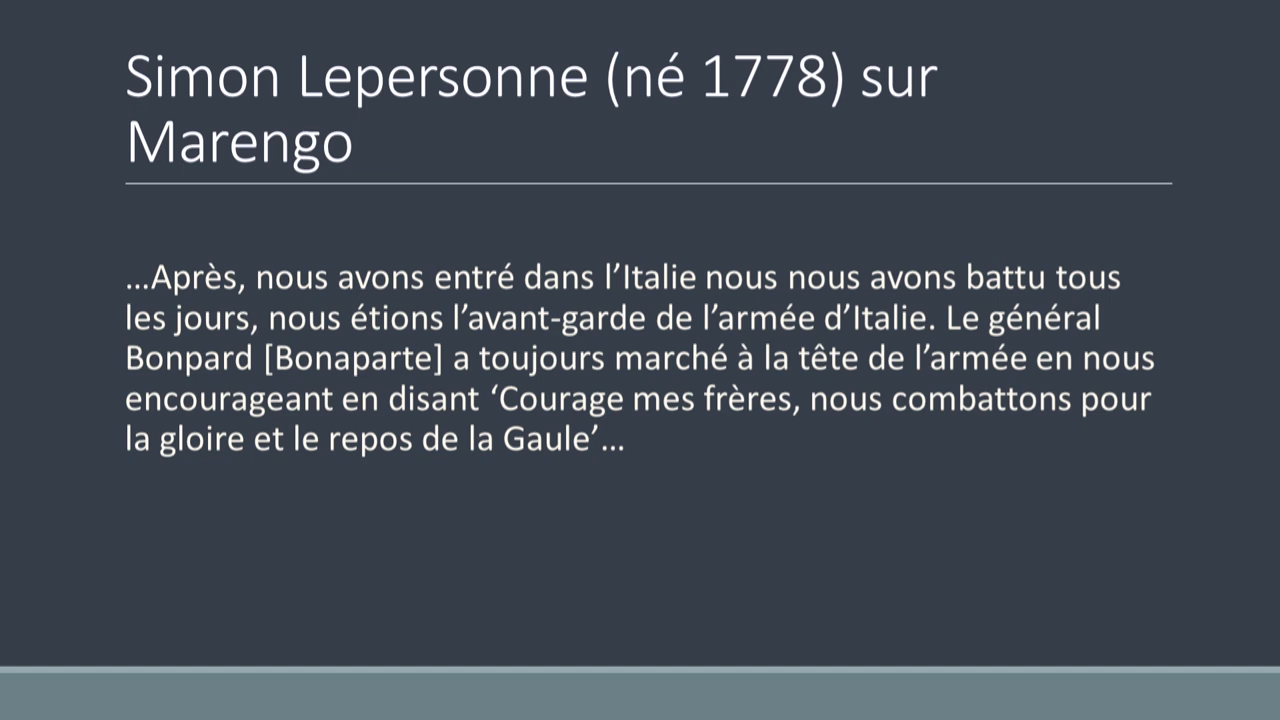 Simon Lepersonne (né 1778) sur
Marengo
…Après, nous avons entré dans l’Italie nous nous avons battu tous
les jours, nous étions l’avant-garde de l’armée d’Italie. Le général
Bonpard [Bonaparte] a toujours marché à la tête de l’armée en nous
encourageant en disant ‘Courage mes frères, nous combattons pour
la gloire et le repos de la Gaule’…